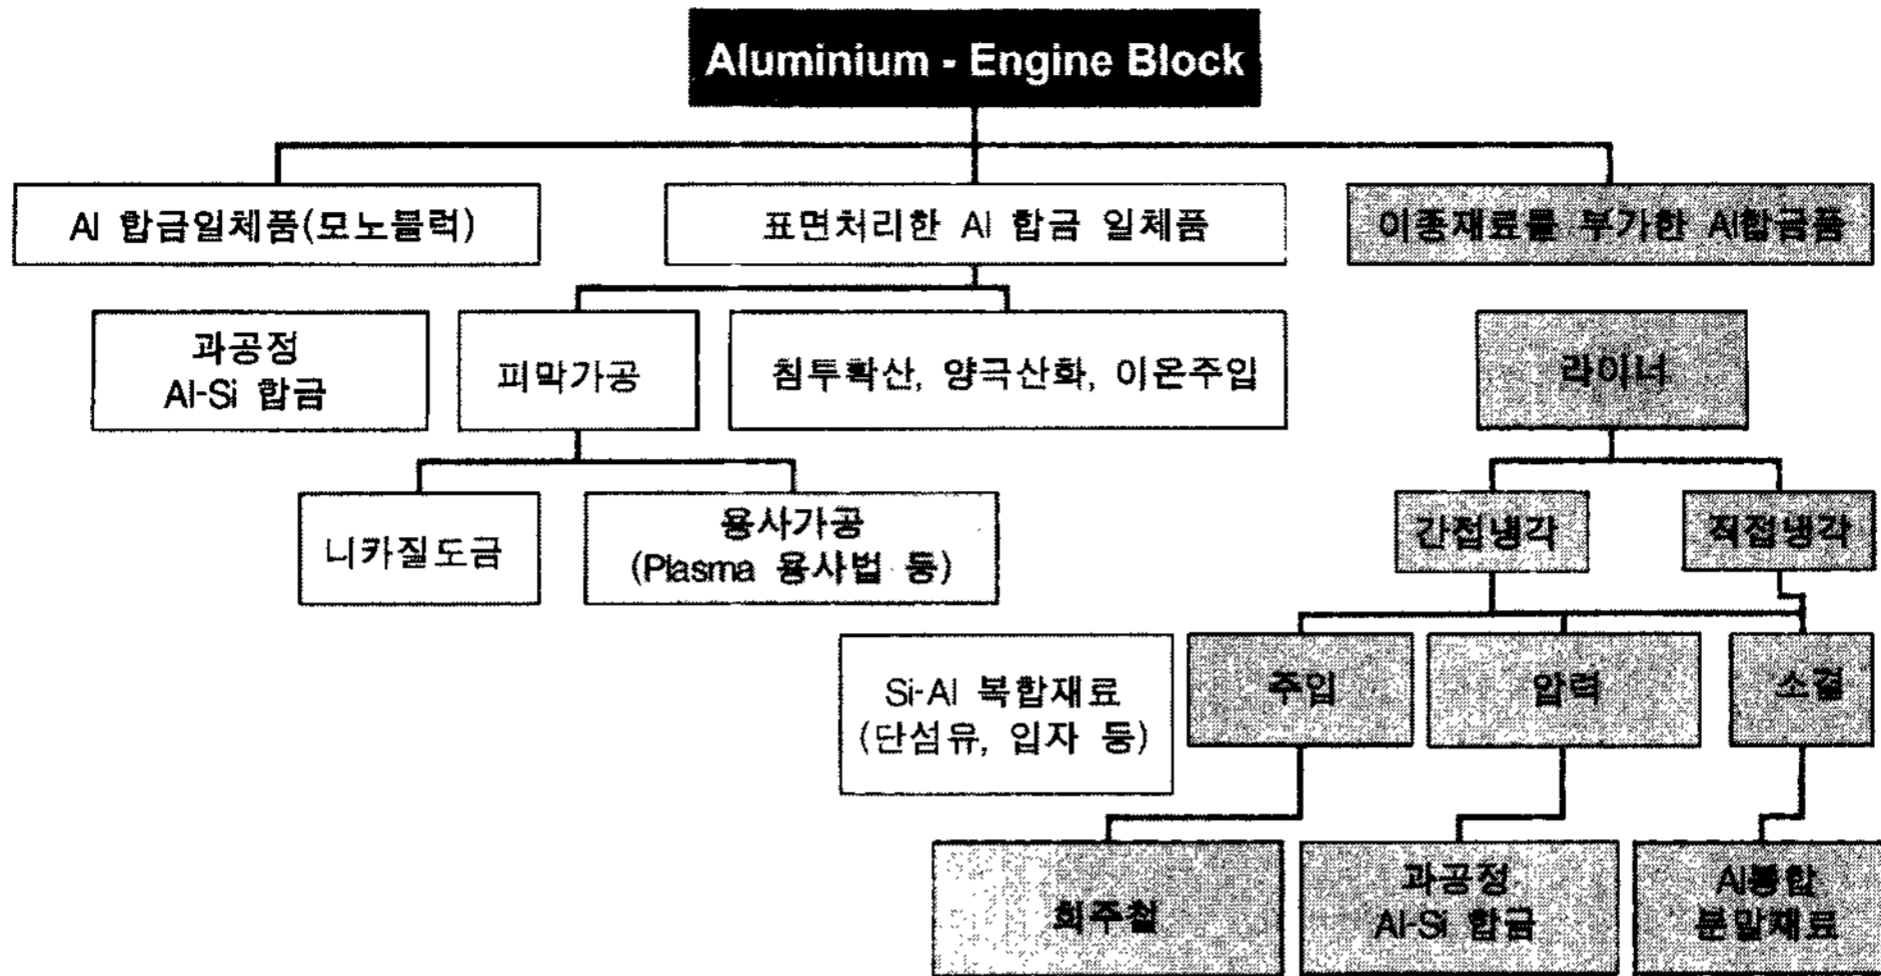 Aluminium - Engine Block
Al 합금일체품(모노블럭)
표면처리한 Al 합금 일체품
이종재료를 부가한 Al합금품
과공정
Al-Si 합금
피막가공
침투확산, 양극산화, 이온주입
라이너
니카질도금
용사가공
(Plasma 용사법 등)
간접냉각
직접냉각
Si-Al 복합재료
(단섬유, 입자 등)
주입
압력
소결
회주철
과공정
Al-Si 합금
Al통합
분말재료